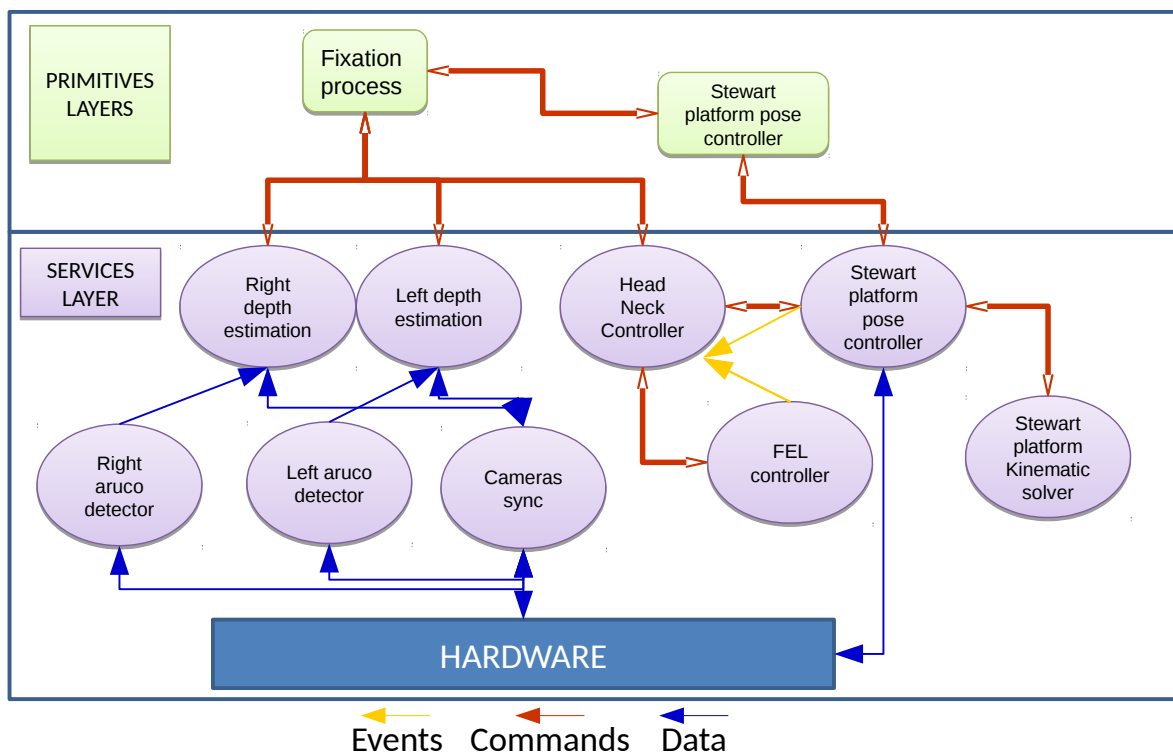 PRIMITIVES
LAYERS
Fixation
process
Stewart
platform pose
controller
SERVICES
LAYER
Right
depth
estimation
Left depth
estimation
Head
Neck
Controller
Stewart
platform
pose
controller
Right
aruco
detector
Left aruco
detector
Cameras
sync
FEL
controller
Stewart
platform
Kinematic
solver
HARDWARE
Events
Commands
Data